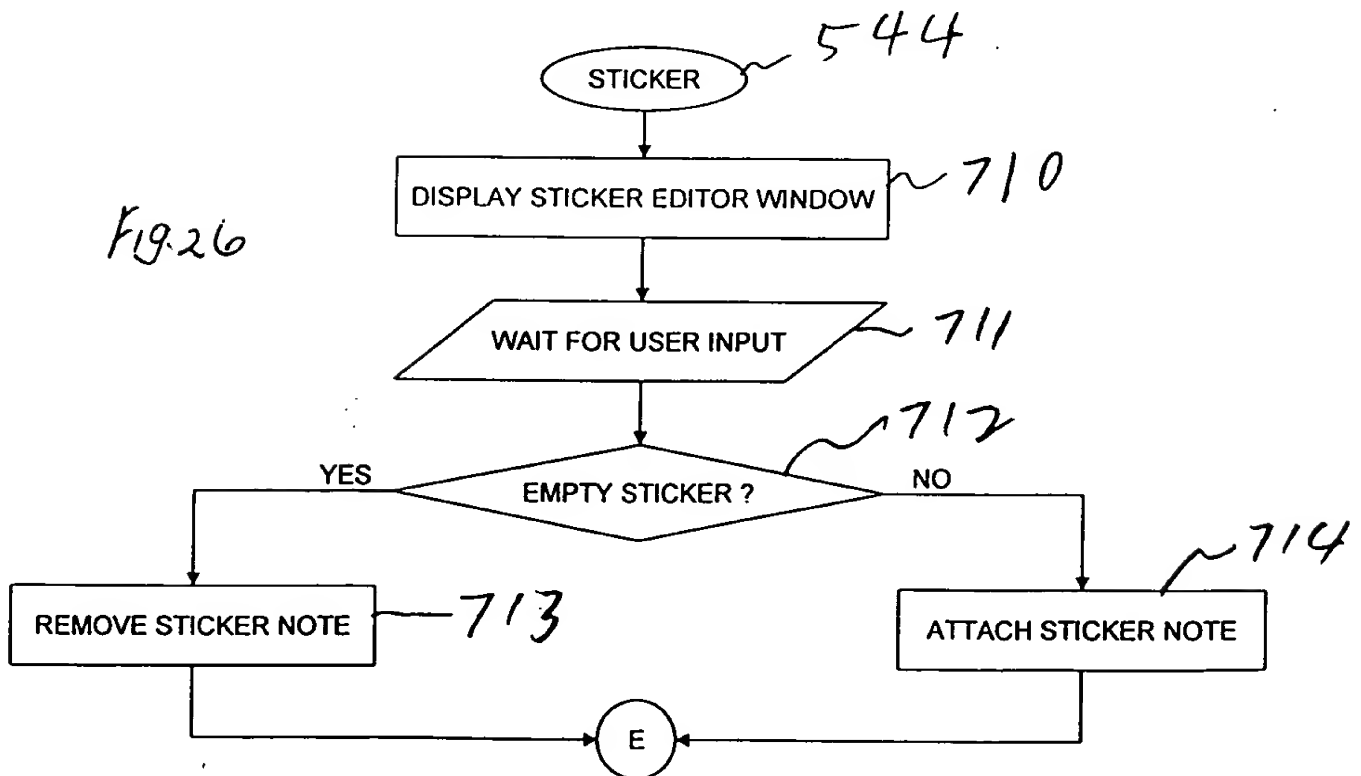 544
STICKER
710
DISPLAY STICKER EDITOR WINDOW
Fig.26
WAIT FOR USER INPUT
711
712
YES
EMPTY STICKER ?
NO
714
REMOVE STICKER NOTE
713
ATTACH STICKER NOTE
E